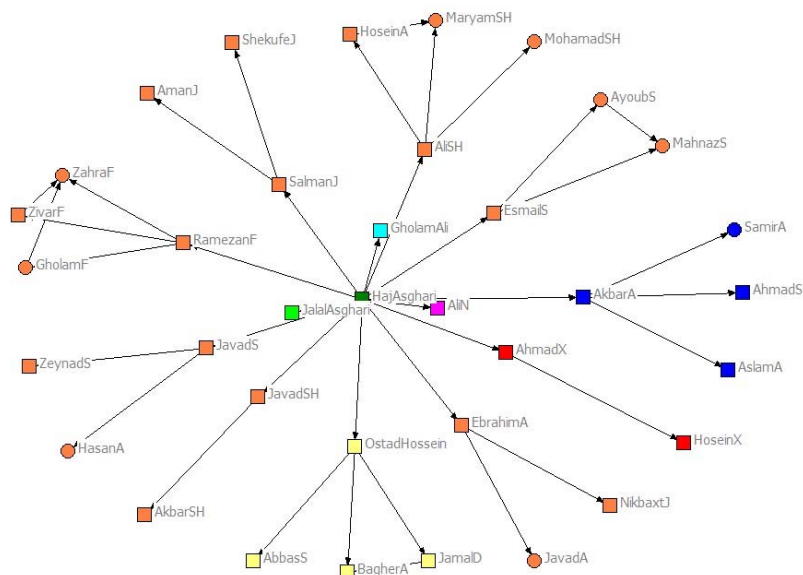 MaryamSH
HoseinA
ShekufeJ
MohamadSH
AmanJ
AyoubS
MahnazS
AliSH
ZahraF
SalmanJ
ZivarF
EsmailS
GholamAli
SamirA
RamezanF
GholamF
AhmadS
HajAsghari
AkbarA
AliN
JalalAsghari
JavadS
AhmadX
ZeynadS
AslamA
JavadSH
EbrahimA
HoseinX
OstadHossein
HasanA
NikbaxtJ
AkbarSH
AbbasS
JamalD
JavadA
BagherA